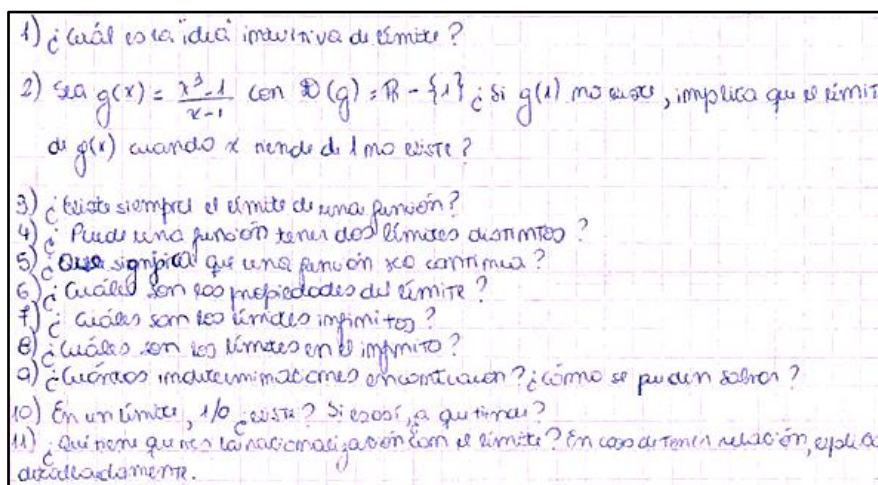 1) ¿Cuál es la "idea" intuitiva de límite?
2) Sea g(x) = x³-1 / x-1 con D(g) = R - {1} ¿Si g(1) no existe, implica que el límit
de g(x) cuando x tiende de 1 no existe?
3) ¿Existe siempre el límite de una función?
4) ¿Puede una función tener dos límites distintos?
5) ¿Que significa que una función sea continua?
6) ¿Cuáles son los propiedades del límite?
7) ¿Cuáles son los límites infinitos?
8) ¿Cuáles son los límites en el infinito?
9) ¿Cuántas indeterminaciones encontraron? ¿cómo se pueden salvar?
10) En un límite, 1/0 ¿existe? Si es así, a que tiende?
11) ¿Qué tiene que ver la racionalización con el límite? En caso de tener relación, explica
detalladamente.